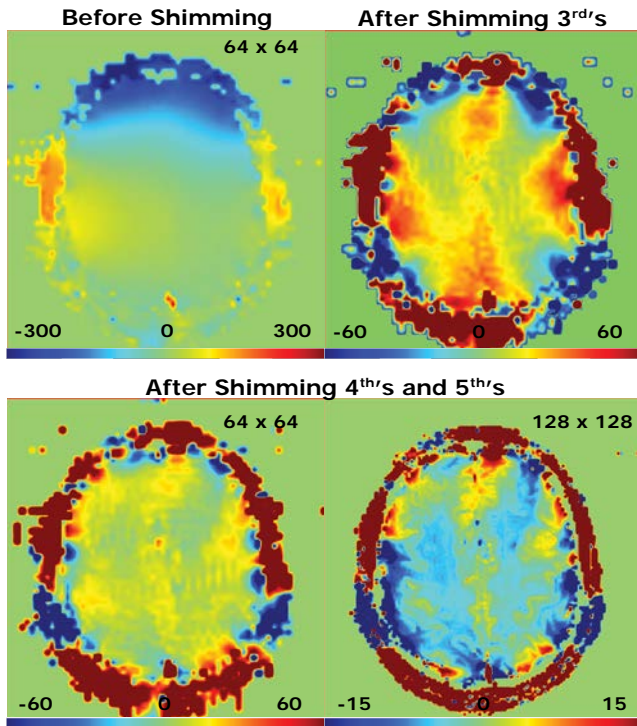 Before Shimming
After Shimming 3rd's
64 x 64
-300 0 300
-60 0 60
After Shimming 4th's and 5th's
64 x 64
128 x 128
-60 0 60
-15 0 15